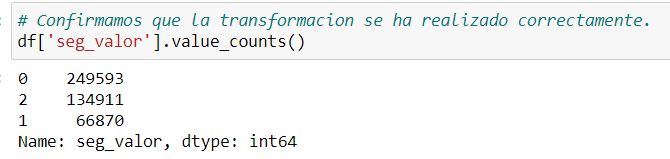 # Confirmamos que la transformacion se ha realizado correctamente.
df['seg_valor'].value_counts()
0    249593
2    134911
1     66870
Name: seg_valor, dtype: int64